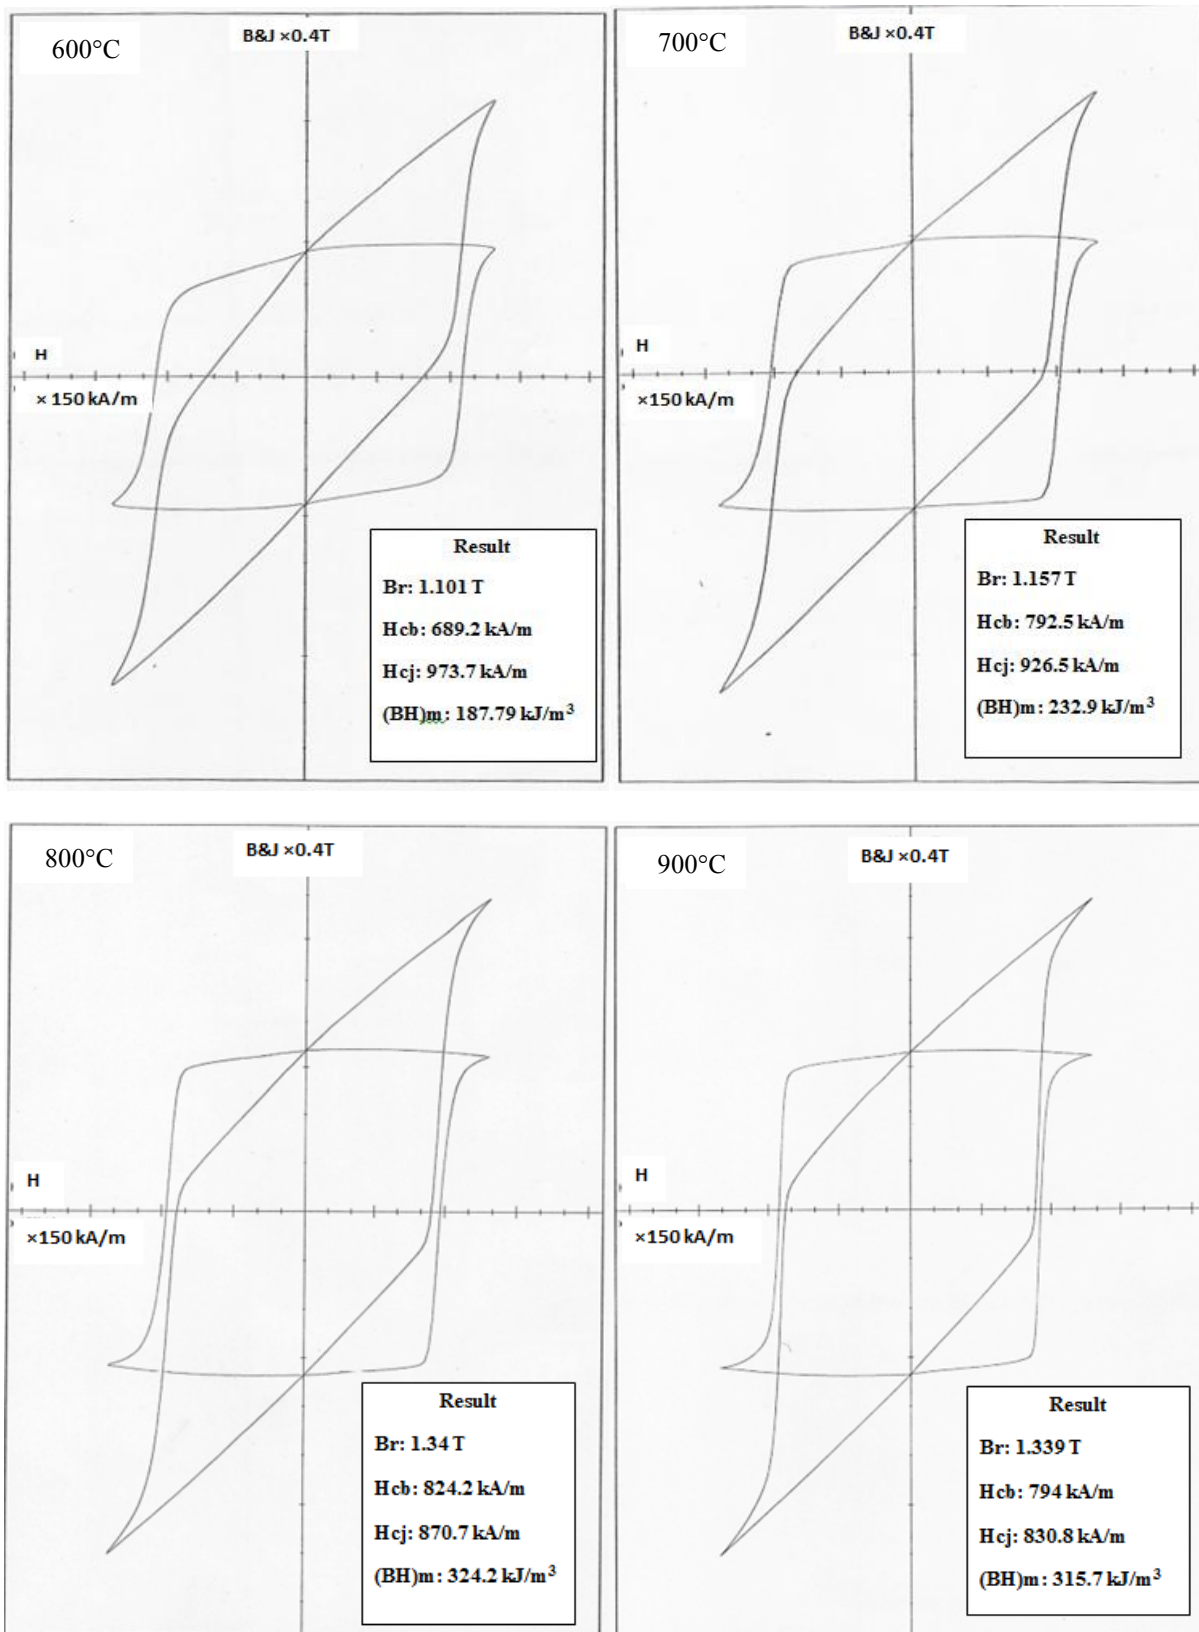 600°C
B&J ×0.4T
H
× 150 kA/m
Result
Br: 1.101 T
Hcb: 689.2 kA/m
Hcj: 973.7 kA/m
(BH)m: 187.79 kJ/m³
700°C
B&J ×0.4T
H
×150 kA/m
Result
Br: 1.157 T
Hcb: 792.5 kA/m
Hcj: 926.5 kA/m
(BH)m: 232.9 kJ/m³
800°C
B&J ×0.4T
H
×150 kA/m
Result
Br: 1.34 T
Hcb: 824.2 kA/m
Hcj: 870.7 kA/m
(BH)m: 324.2 kJ/m³
900°C
B&J ×0.4T
H
×150 kA/m
Result
Br: 1.339 T
Hcb: 794 kA/m
Hcj: 830.8 kA/m
(BH)m: 315.7 kJ/m³